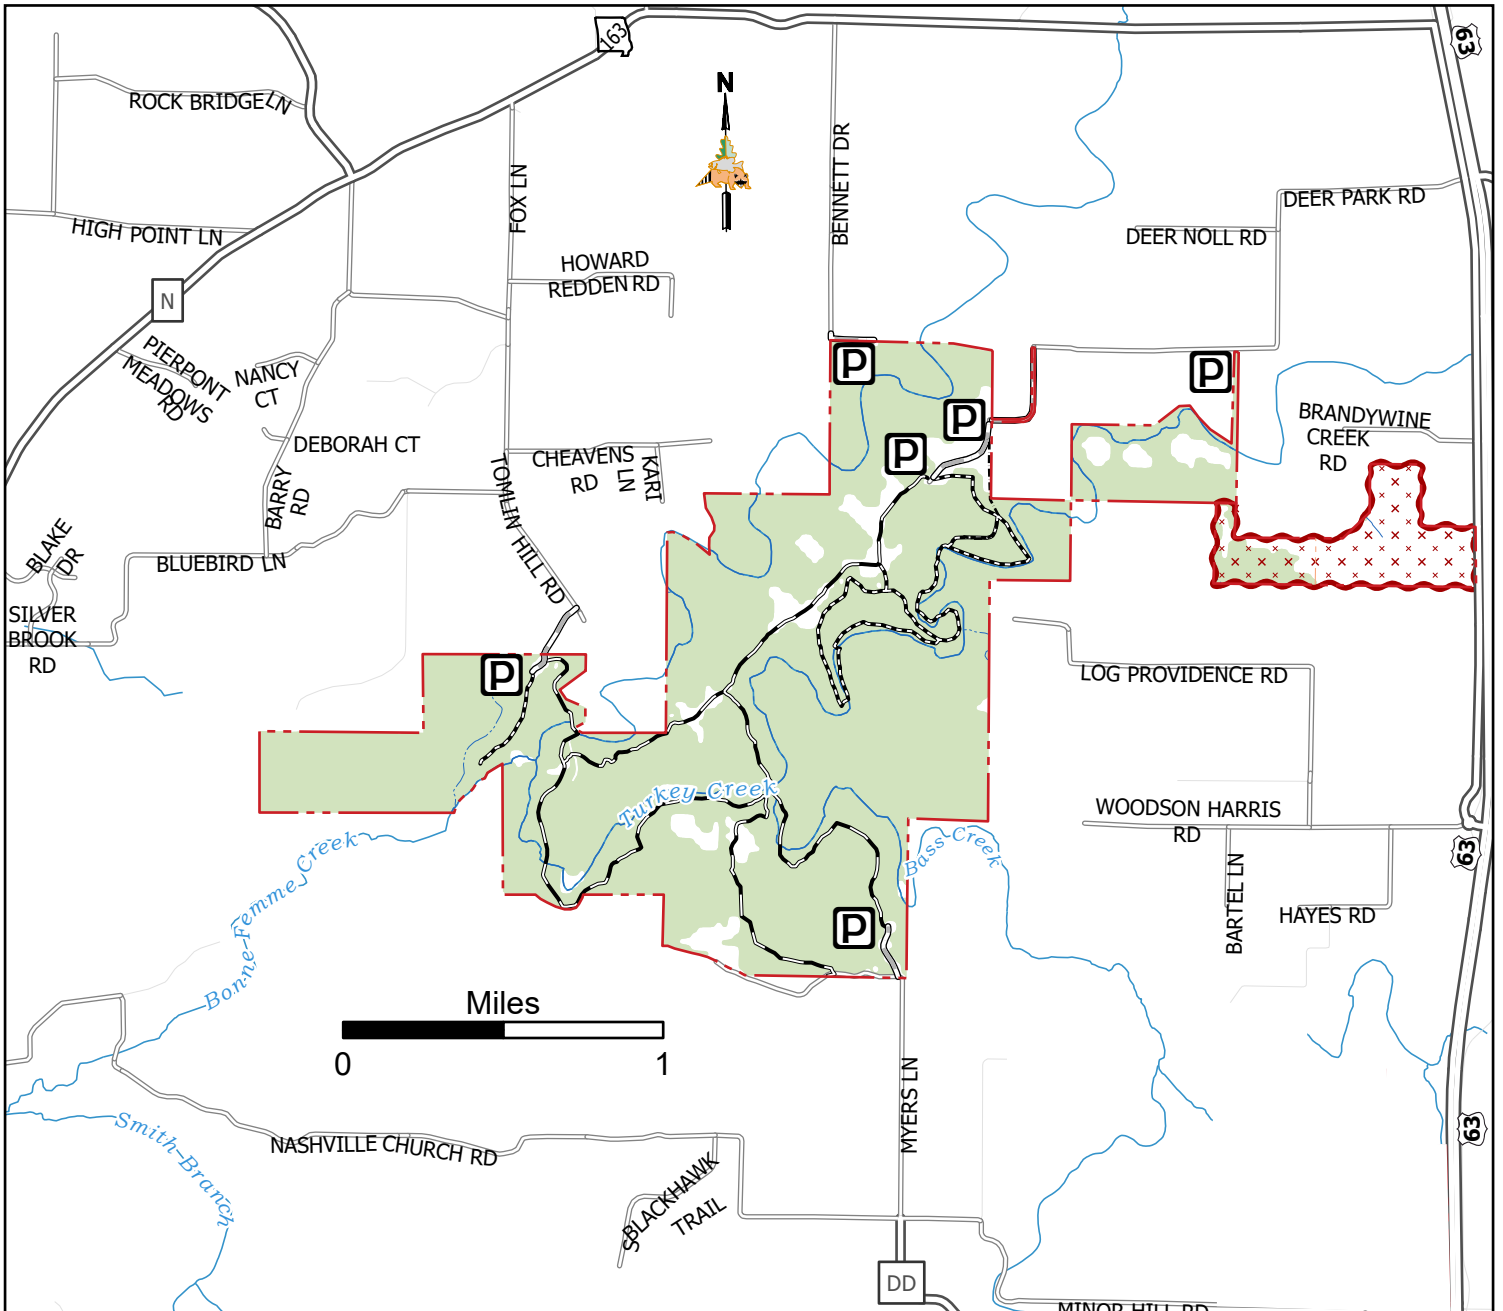 163
63
N
ROCK BRIDGE LN
BENNETT DR
FOX LN
DEER PARK RD
HIGH POINT LN
DEER NOLL RD
HOWARD
REDDEN RD
N
PIERPONT
MEADOWS
RD
NANCY
CT
P
P
P
P
BRANDYWINE
CREEK
RD
DEBORAH CT
CHEAVENS
RD
KARI
LN
BARRY
RD
TOMLIN HILL RD
BLAKE
DR
BLUEBIRD LN
SILVER
BROOK
RD
P
LOG PROVIDENCE RD
Turkey Creek
WOODSON HARRIS
RD
Bass Creek
63
Bonne Femme Creek
BARTEL LN
HAYES RD
P
Miles
0
1
MYERS LN
Smith Branch
63
NASHVILLE CHURCH RD
S BLACKHAWK
TRAIL
DD
MINOR HILL RD